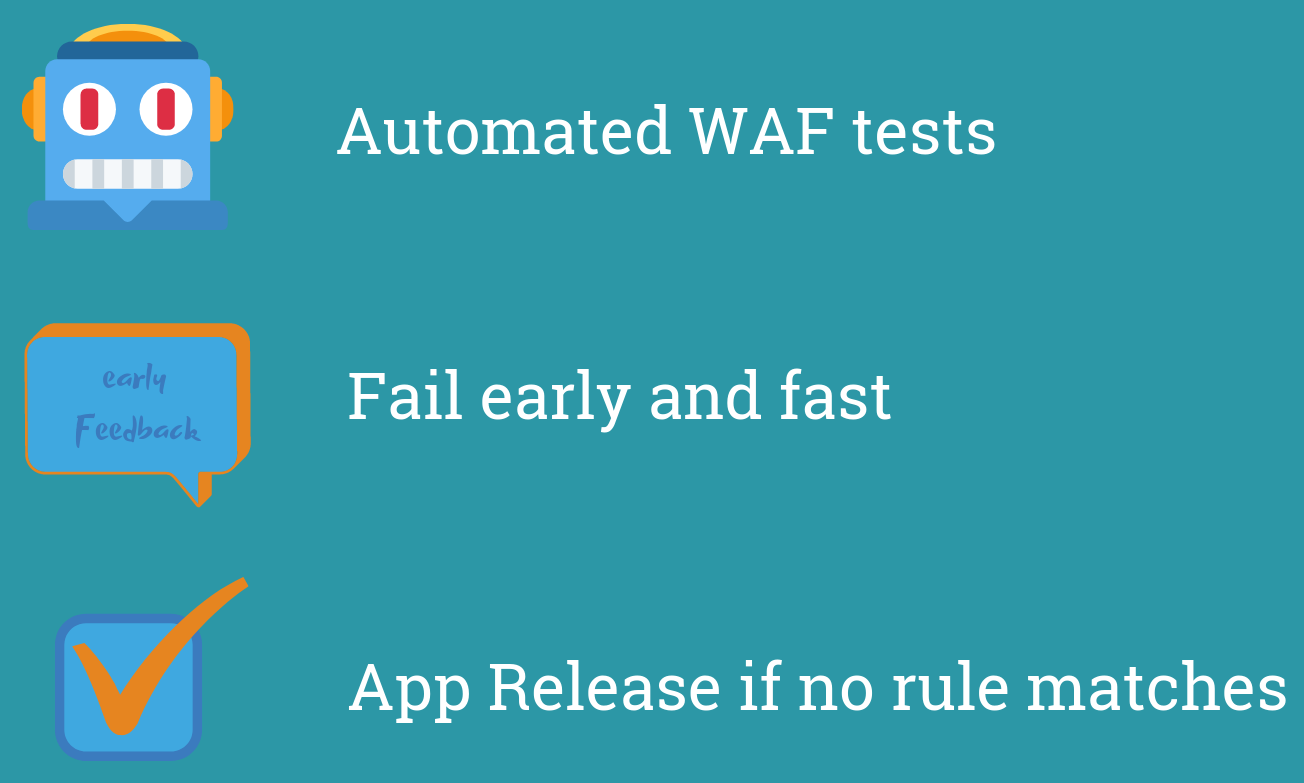 Automated WAF tests
early
Feedback
Fail early and fast
App Release if no rule matches